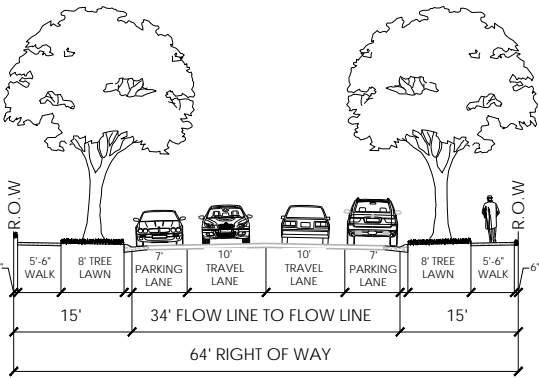 R.O.W
R.O.W
5'-6"
WALK
8' TREE
LAWN
7'
PARKING
LANE
10'
TRAVEL
LANE
10'
TRAVEL
LANE
7'
PARKING
LANE
8' TREE
LAWN
5'-6"
WALK
6"
15'
34' FLOW LINE TO FLOW LINE
15'
64' RIGHT OF WAY